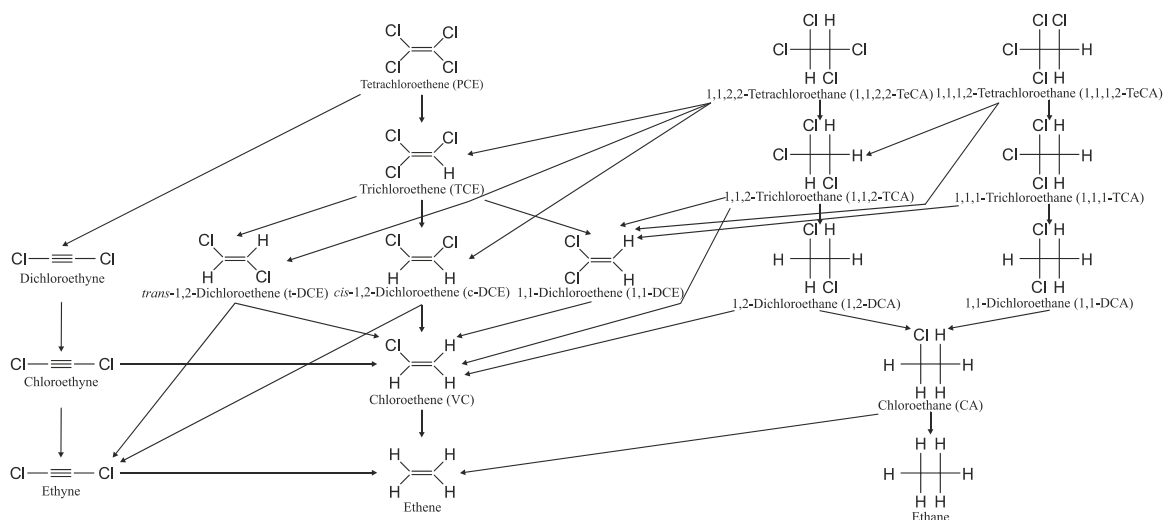 Cl Cl
Cl Cl
Tetrachloroethene (PCE)
Cl H
Cl Cl
H Cl
1,1,2,2-Tetrachloroethane (1,1,2,2-TeCA)
Cl Cl
Cl H
Cl H
1,1,1,2-Tetrachloroethane (1,1,1,2-TeCA)
Cl Cl
Cl H
Trichloroethene (TCE)
Cl H
Cl H
H Cl
1,1,2-Trichloroethane (1,1,2-TCA)
Cl H
Cl H
Cl H
1,1,1-Trichloroethane (1,1,1-TCA)
Cl Cl
Dichloroethyne
Cl H
H Cl
trans-1,2-Dichloroethene (t-DCE)
Cl Cl
H H
cis-1,2-Dichloroethene (c-DCE)
Cl H
Cl H
1,1-Dichloroethene (1,1-DCE)
Cl H
H H
H Cl
1,2-Dichloroethane (1,2-DCA)
Cl H
H H
Cl H
1,1-Dichloroethane (1,1-DCA)
Cl Cl
Chloroethyne
Cl H
H H
Chloroethene (VC)
Cl H
H H
H H
Chloroethane (CA)
Cl Cl
Ethyne
H H
H H
Ethene
H H
H H
H H
Ethane